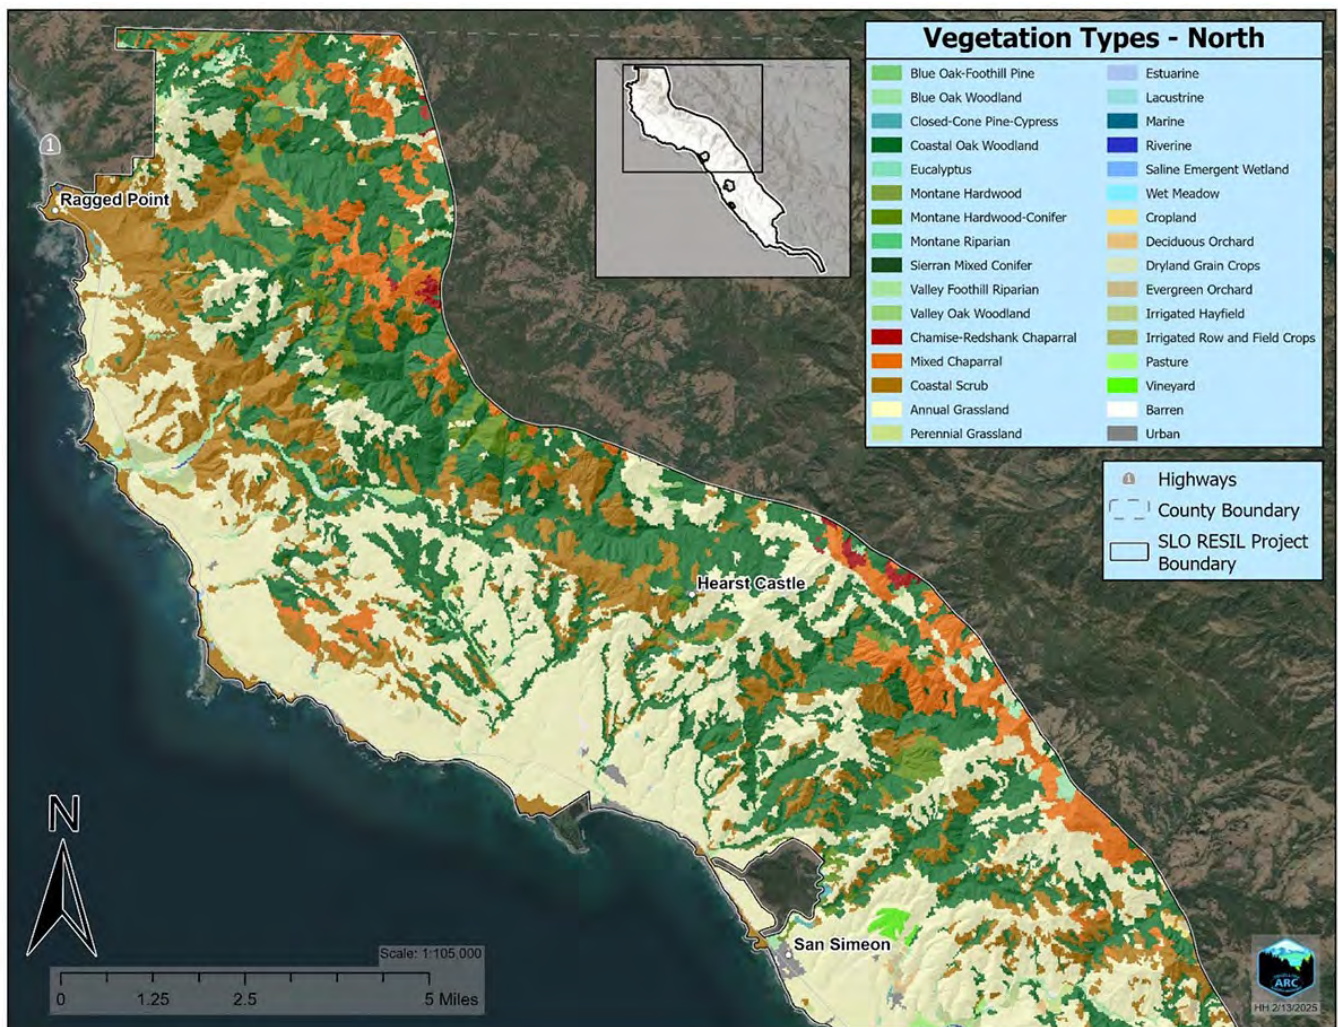 Vegetation Types - North
Blue Oak-Foothill Pine
Blue Oak Woodland
Closed-Cone Pine-Cypress
Coastal Oak Woodland
Eucalyptus
Montane Hardwood
Montane Hardwood-Conifer
Montane Riparian
Sierran Mixed Conifer
Valley Foothill Riparian
Valley Oak Woodland
Chamise-Redshank Chaparral
Mixed Chaparral
Coastal Scrub
Annual Grassland
Perennial Grassland
Estuarine
Lacustrine
Marine
Riverine
Saline Emergent Wetland
Wet Meadow
Cropland
Deciduous Orchard
Dryland Grain Crops
Evergreen Orchard
Irrigated Hayfield
Irrigated Row and Field Crops
Pasture
Vineyard
Barren
Urban
1
Highways
County Boundary
SLO RESIL Project
Boundary
1
Ragged Point
Hearst Castle
San Simeon
N
Scale: 1:105,000
0 1.25 2.5 5 Miles
ARC
HH 2/13/2025